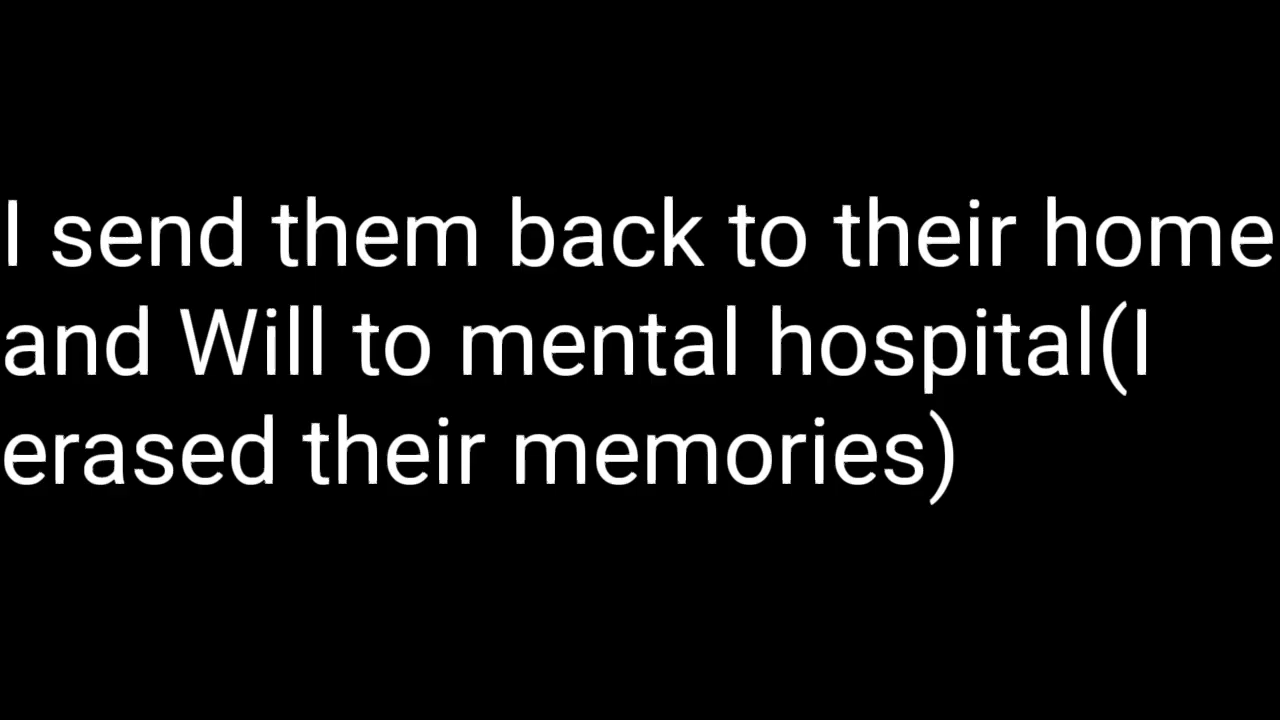 I send them back to their home
and Will to mental hospital(I
erased their memories)